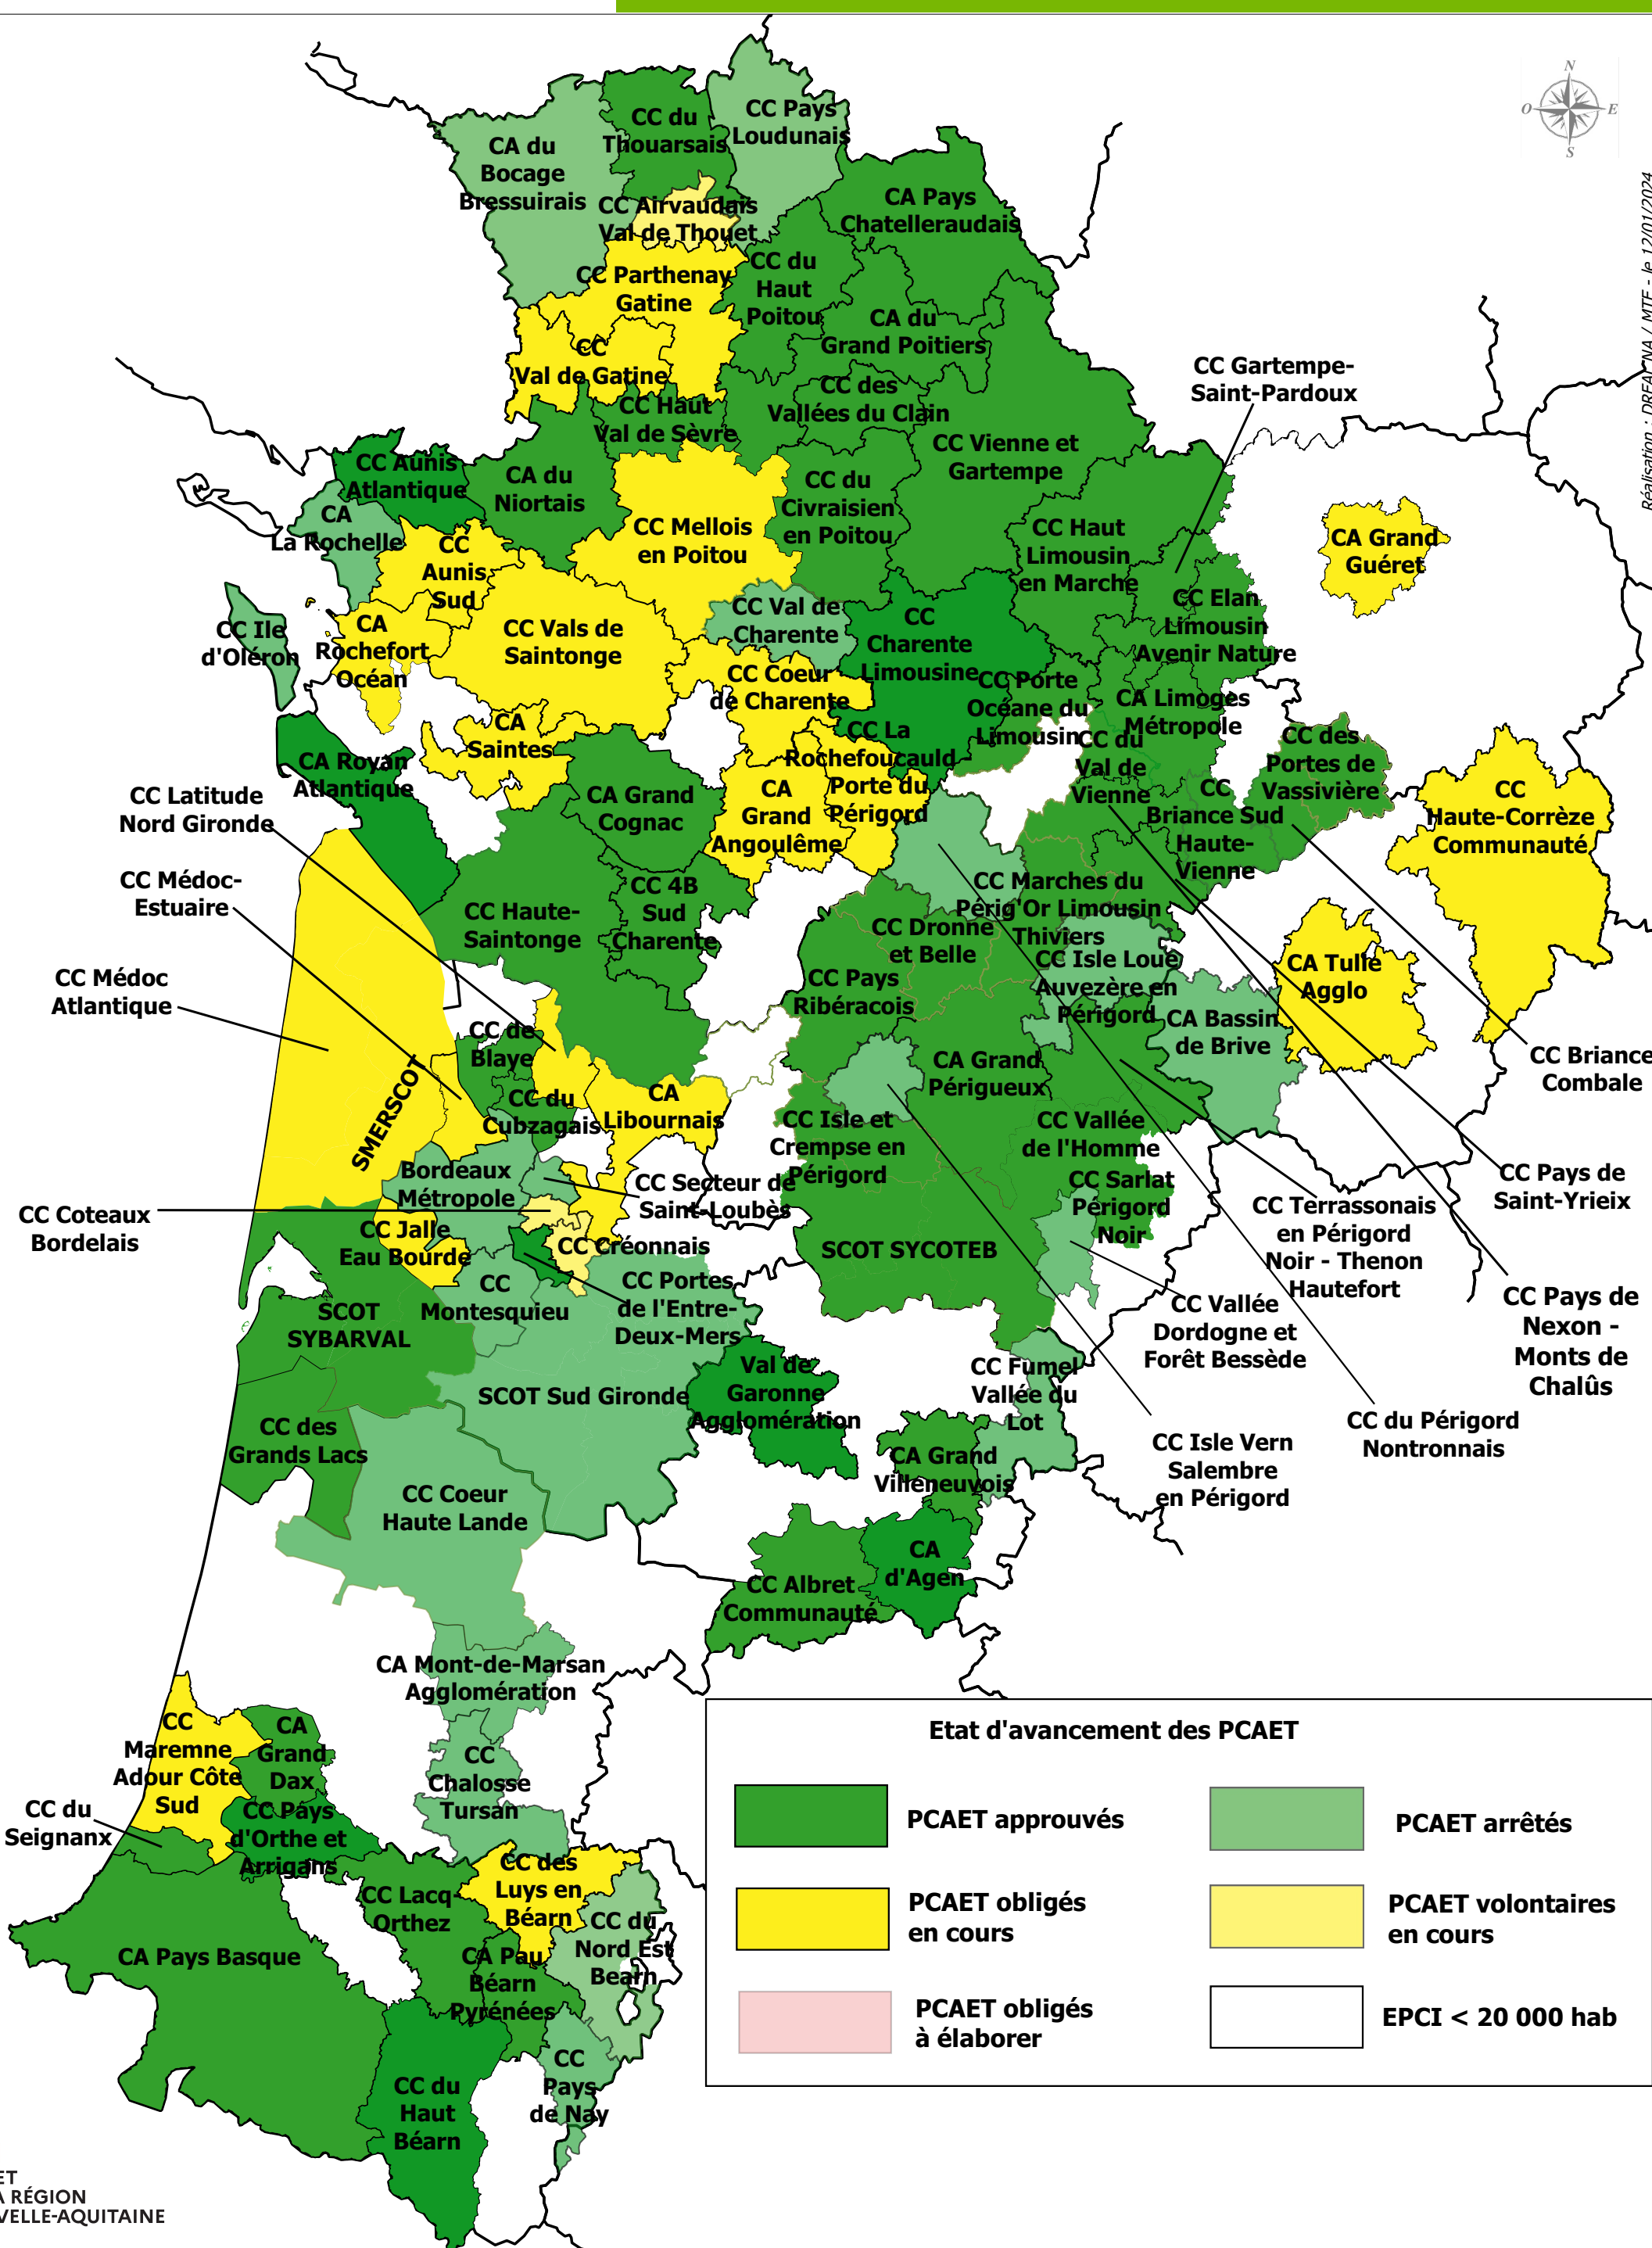 N
O
E
S
Réalisation : DREAL NA / MTE - le 12/01/2024
CC du
Thouarsais
CC Pays
Loudunais
CA du
Bocage
Bressuirais
CC Airvaudais
Val de Thouet
CA Pays
Chatelleraudais
CC Parthenay
Gatine
CC du
Haut
Poitou
CA du
Grand Poitiers
CC
Val de Gatine
CC des
Vallées du Clain
CC Gartempe-
Saint-Pardoux
CC Haut
Val de Sèvre
CC Vienne et
Gartempe
CC Aunis
Atlantique
CA du
Niortais
CC du
Civraisien
en Poitou
CA
La Rochelle
CC Mellois
en Poitou
CC Haut
Limousin
en Marche
CA Grand
Guéret
CC
Aunis
Sud
CC Elan
Limousin
Avenir Nature
CC Ile
d'Oléron
CA
Rochefort
Océan
CC Vals de
Saintonge
CC Val de
Charente
CC
Charente
Limousine
CC Coeur
de Charente
CC Porte
Océane du
Limousin
CA Limoges
Métropole
CA
Saintes
CC La
Rochefoucauld -
Porte du
Périgord
CC du
Val de
Vienne
CC des
Portes de
Vassivière
CA Royan
Atlantique
CC Latitude
Nord Gironde
CA Grand
Cognac
CA
Grand
Angoulême
CC
Briance Sud
Haute-
Vienne
CC
Haute-Corrèze
Communauté
CC Médoc-
Estuaire
CC Haute-
Saintonge
CC 4B
Sud
Charente
CC Marches du
Périg'Or Limousin
Thiviers
CC Dronne
et Belle
CC Médoc
Atlantique
CC Pays
Ribéracois
CC Isle Loue
Auvezère en
Périgord
CA Tulle
Agglo
CC de
Blaye
CA Bassin
de Brive
CC Briance
Combale
CA Grand
Périgueux
SMERSCOT
CC du
Cubzagais
CA
Libournais
CC Isle et
Crempse en
Périgord
CC Vallée
de l'Homme
Bordeaux
Métropole
CC Secteur de
Saint-Loubès
CC Sarlat
Périgord
Noir
CC Pays de
Saint-Yrieix
CC Coteaux
Bordelais
CC Jalle
Eau Bourde
CC Créonnais
SCOT SYCOTEB
CC Terrassonais
en Périgord
Noir - Thenon
Hautefort
CC
Montesquieu
CC Portes
de l'Entre-
Deux-Mers
SCOT
SYBARVAL
CC Vallée
Dordogne et
Forêt Bessède
CC Pays de
Nexon -
Monts de
Chalûs
Val de
Garonne
Agglomération
CC Fumel
Vallée du
Lot
SCOT Sud Gironde
CC des
Grands Lacs
CC du Périgord
Nontronnais
CA Grand
Villeneuvois
CC Isle Vern
Salembre
en Périgord
CC Coeur
Haute Lande
CA
d'Agen
CC Albret
Communauté
CA Mont-de-Marsan
Agglomération
CC
Maremne
Adour Côte
Sud
CA
Grand
Dax
CC
Chalosse
Tursan
CC du
Seignanx
CC Pays
d'Orthe et
Arrigans
CC des
Luys en
Béarn
CC Lacq-
Orthez
CC du
Nord Est
Bearn
CA Pays Basque
CA Pau
Béarn
Pyrénées
CC
Pays
de Nay
CC du
Haut
Béarn
Etat d'avancement des PCAET
PCAET approuvés
PCAET arrêtés
PCAET obligés
en cours
PCAET volontaires
en cours
PCAET obligés
à élaborer
EPCI < 20 000 hab
ET
A RÉGION
VELLE-AQUITAINE